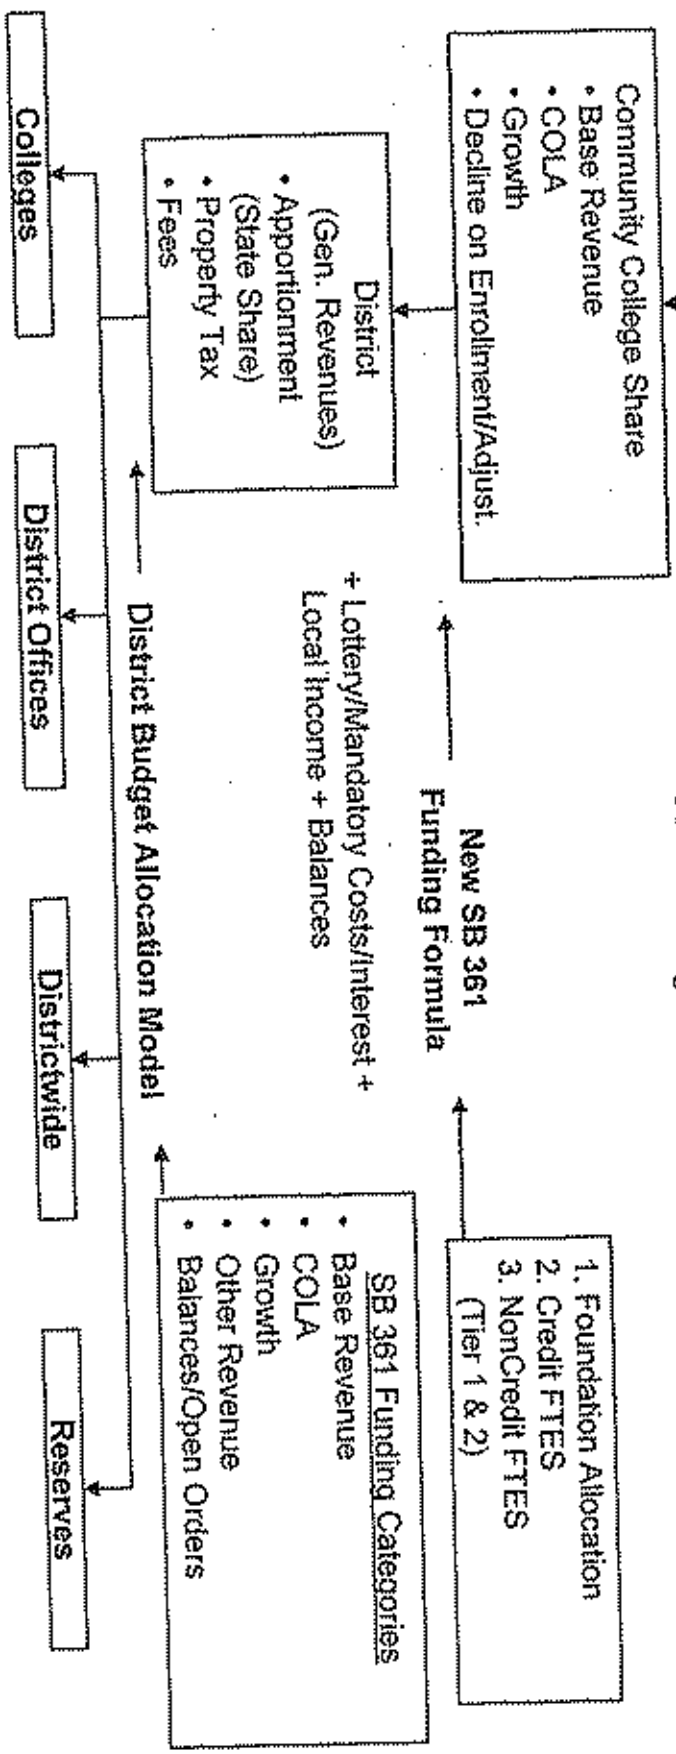 Community College Share
• Base Revenue
• COLA
• Growth
• Decline on Enrollment/Adjust.
New SB 361
Funding Formula
1. Foundation Allocation
2. Credit FTES
3. NonCredit FTES
(Tier 1 & 2)
District
(Gen. Revenues)
• Apportionment
(State Share)
• Property Tax
• Fees
+ Lottery/Mandatory Costs/Interest +
Local Income + Balances
SB 361 Funding Categories
• Base Revenue
• COLA
• Growth
• Other Revenue
• Balances/Open Orders
District Budget Allocation Model
Colleges
District Offices
Districtwide
Reserves